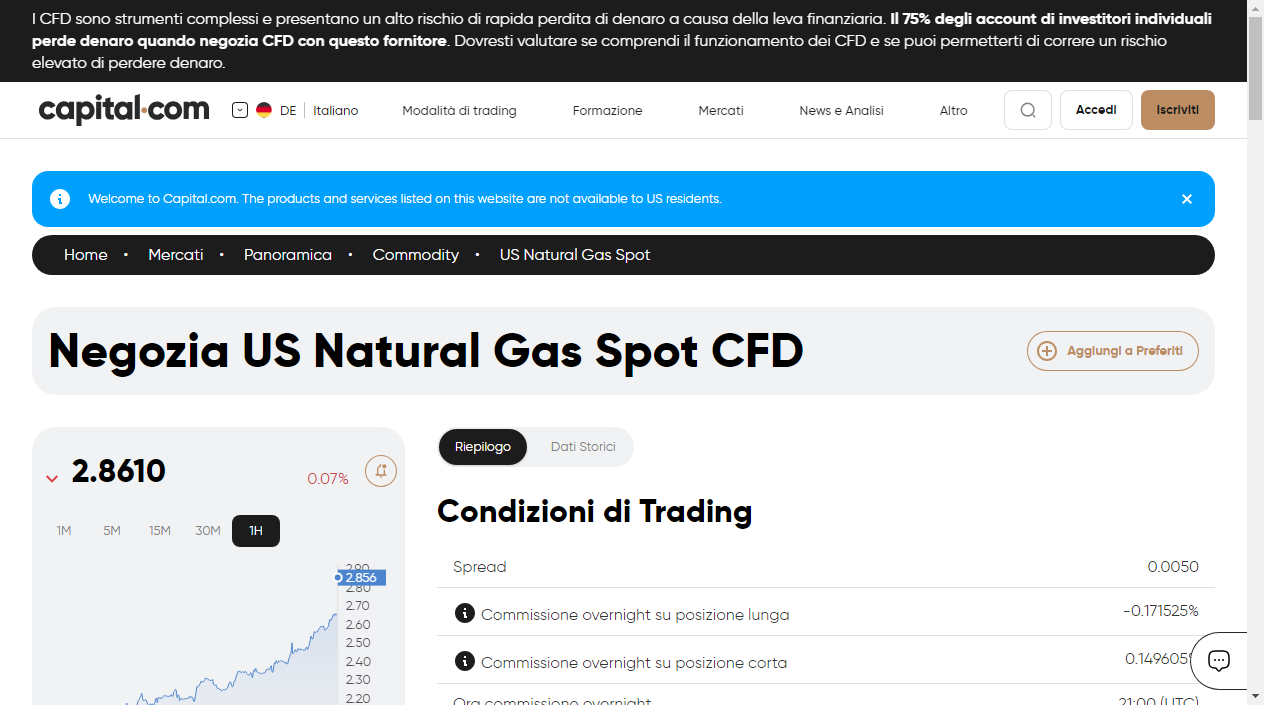 I CFD sono strumenti complessi e presentano un alto rischio di rapida perdita di denaro a causa della leva finanziaria. Il 75% degli account di investitori individuali
perde denaro quando negozia CFD con questo fornitore. Dovresti valutare se comprendi il funzionamento dei CFD e se puoi permetterti di correre un rischio
elevato di perdere denaro.
capital.com DE Italiano Modalità di trading Formazione Mercati News e Analisi Altro Accedi Iscriviti
Welcome to Capital.com. The products and services listed on this website are not available to US residents.
Home • Mercati • Panoramica • Commodity • US Natural Gas Spot
Negozia US Natural Gas Spot CFD
Aggiungi a Preferiti
2.8610
0.07%
1M 5M 15M 30M 1H
2.90
2.856
2.80
2.70
2.60
2.50
2.40
2.30
2.20
Riepilogo Dati Storici
Condizioni di Trading
Spread 0.0050
Commissione overnight su posizione lunga -0.171525%
Commissione overnight su posizione corta 0.149605%
Ora commissione overnight 21:00 (UTC)